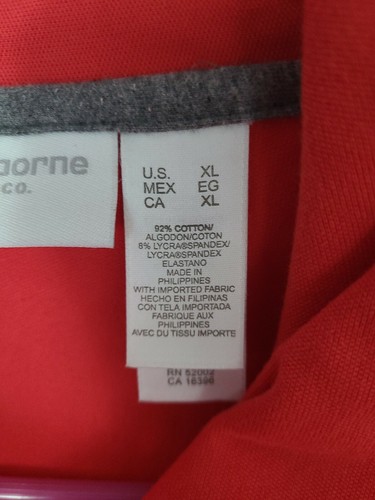 CO.
U.S. XL
MEX EG
CA XL
92% COTTON/
ALGODON/COTON
8% LYCRA®SPANDEX/
LYCRA®SPANDEX
ELASTANO
MADE IN
PHILIPPINES
WITH IMPORTED FABRIC
HECHO EN FILIPINAS
CON TELA IMPORTADA
FABRIQUE AUX
PHILIPPINES
AVEC DU TISSU IMPORTE
RN 52002
CA 16396